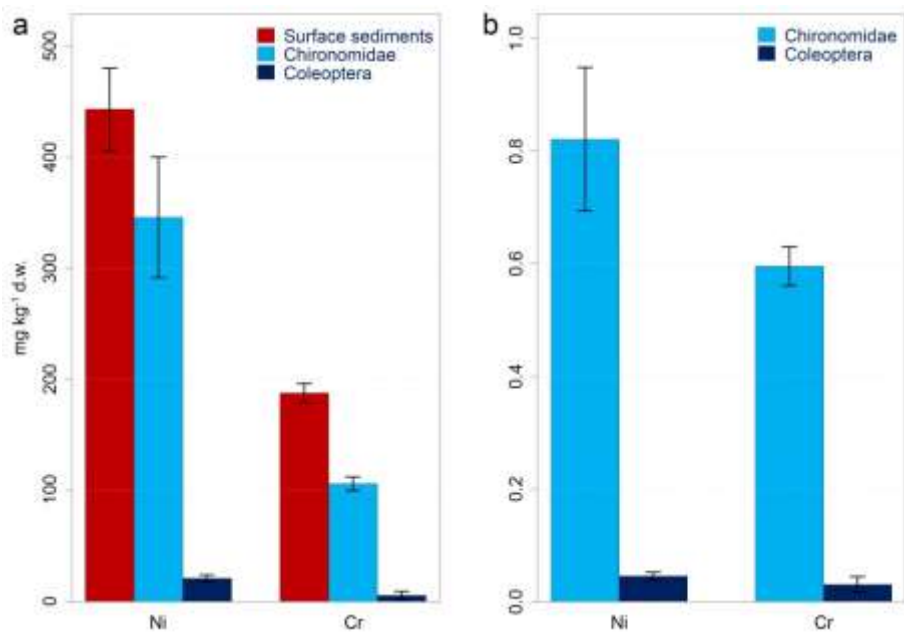 a
Surface sediments
Chironomidae
Coleoptera
mg kg⁻¹ d.w.
500
400
300
200
100
0
Ni
Cr
b
Chironomidae
Coleoptera
1.0
0.8
0.6
0.4
0.2
0.0
Ni
Cr